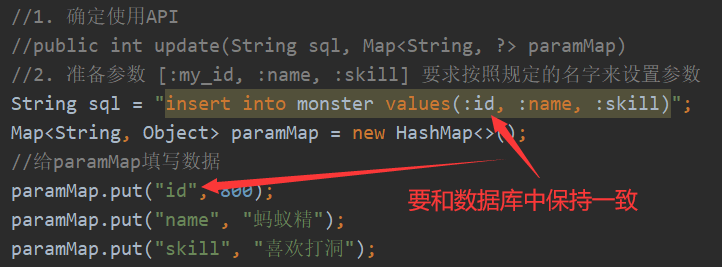 //1. 确定使用API
//public int update(String sql, Map<String, ?> paramMap)
//2. 准备参数 [:my_id, :name, :skill] 要求按照规定的名字来设置参数
String sql = "insert into monster values(:id, :name, :skill)";
Map<String, Object> paramMap = new HashMap<>();
//给paramMap填写数据
paramMap.put("id", 800);
要和数据库中保持一致
paramMap.put("name", "蚂蚁精");
paramMap.put("skill", "喜欢打洞");